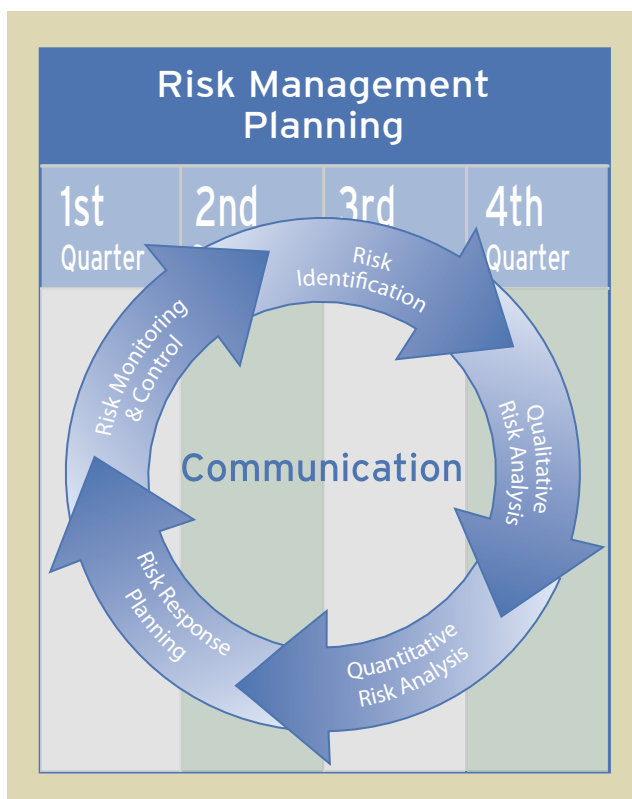 Risk Management
Planning
1st
Quarter
2nd
3rd
4th
Quarter
Risk
Identification
Qualitative
Risk Analysis
Quantitative
Risk Analysis
Risk Response
Planning
Risk Monitoring
& Control
Communication